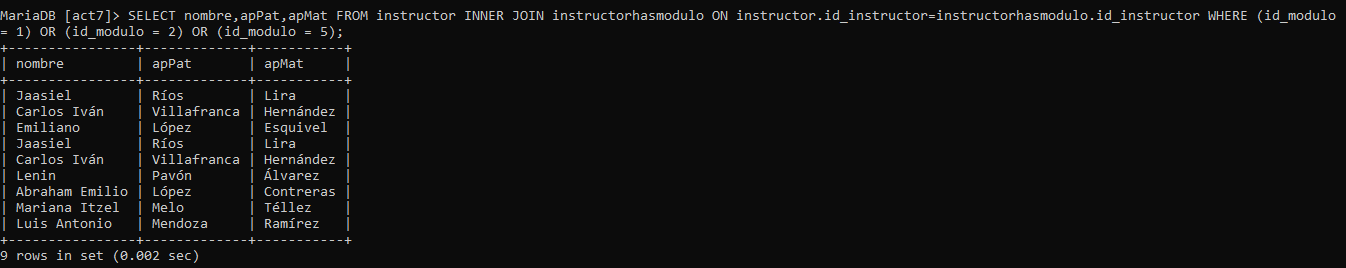 MariaDB [act7]> SELECT nombre,apPat,apMat FROM instructor INNER JOIN instructorhasmodulo ON instructor.id_instructor=instructorhasmodulo.id_instructor WHERE (id_modulo
= 1) OR (id_modulo = 2) OR (id_modulo = 5);
+----------------+-------------+-----------+
| nombre         | apPat       | apMat     |
+----------------+-------------+-----------+
| Jaasiel        | Ríos        | Lira      |
| Carlos Iván    | Villafranca | Hernández |
| Emiliano       | López       | Esquivel  |
| Jaasiel        | Ríos        | Lira      |
| Carlos Iván    | Villafranca | Hernández |
| Lenin          | Pavón       | Álvarez   |
| Abraham Emilio | López       | Contreras |
| Mariana Itzel  | Melo        | Téllez    |
| Luis Antonio   | Mendoza     | Ramírez   |
+----------------+-------------+-----------+
9 rows in set (0.002 sec)